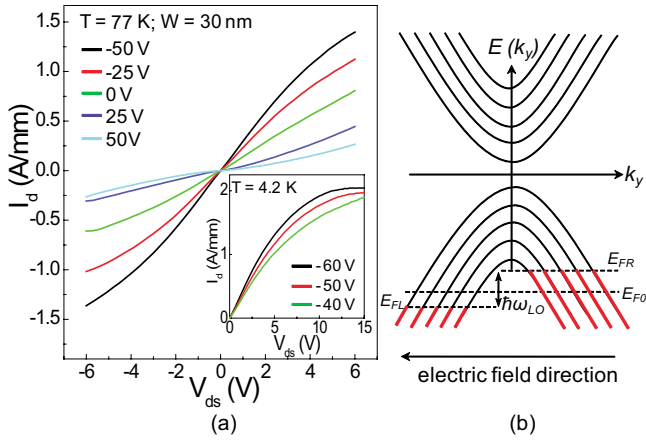 T = 77 K; W = 30 nm
-50 V
-25 V
0 V
25 V
50V
1.5
1.0
0.5
0.0
-0.5
-1.0
-1.5
I_d (A/mm)
-6 -4 -2 0 2 4 6
V_ds (V)
T = 4.2 K
2
1
0
I_d (A/mm)
-60 V
-50 V
-40 V
0 5 10 15
V_ds (V)
(a)
E (k_y)
k_y
E_FR
E_FL
E_F0
ħω_LO
electric field direction
(b)